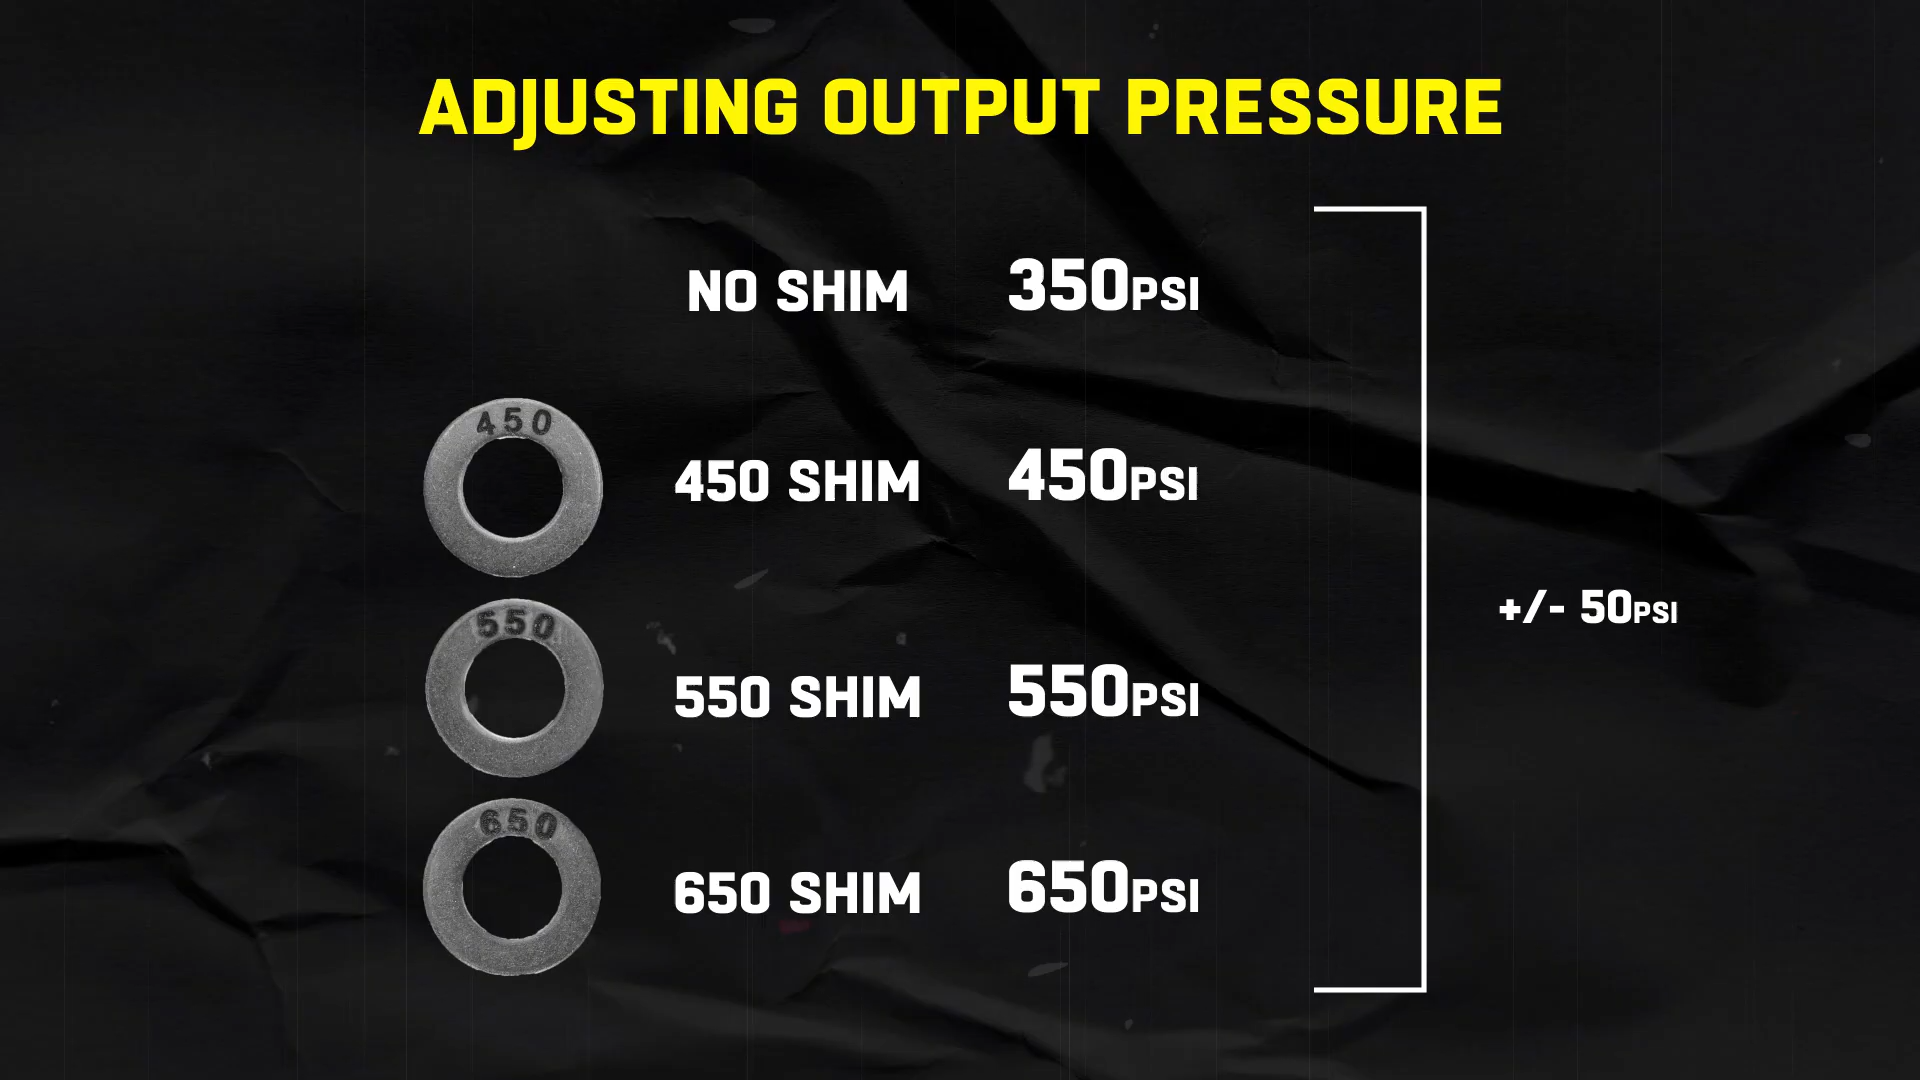 ADJUSTING OUTPUT PRESSURE
NO SHIM 350PSI
450
450 SHIM 450PSI
550
550 SHIM 550PSI
+/- 50PSI
650
650 SHIM 650PSI